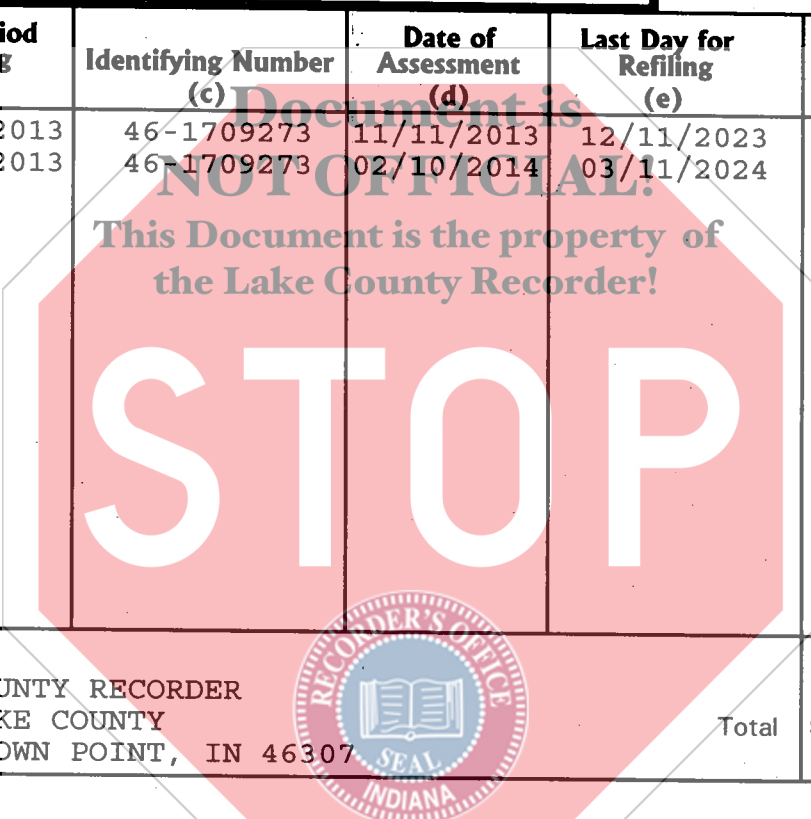 iod Identifying Number Date of Assessment Last Day for Refiling
(c) (d) (e)
2013 46-1709273 11/11/2013 12/11/2023
2013 46-1709273 02/10/2014 03/11/2024
Document is
NOT OFFICIAL!
This Document is the property of
the Lake County Recorder!
STOP
UNTY RECORDER
KE COUNTY
OWN POINT, IN 46307
Total
RECORDER'S OFFICE
SEAL
INDIANA